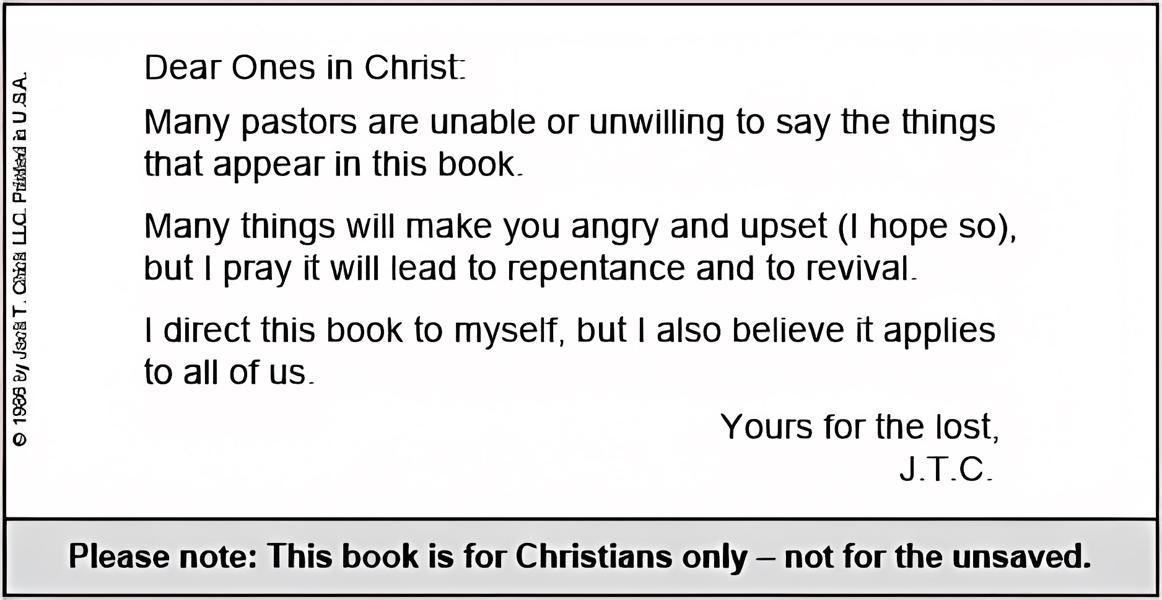 Dear Ones in Christ:
Many pastors are unable or unwilling to say the things
that appear in this book.
Many things will make you angry and upset (I hope so),
but I pray it will lead to repentance and to revival.
I direct this book to myself, but I also believe it applies
to all of us.
Yours for the lost,
J.T.C.
Please note: This book is for Christians only – not for the unsaved.
© by Jack T. Chick LLC. Printed in U.S.A.